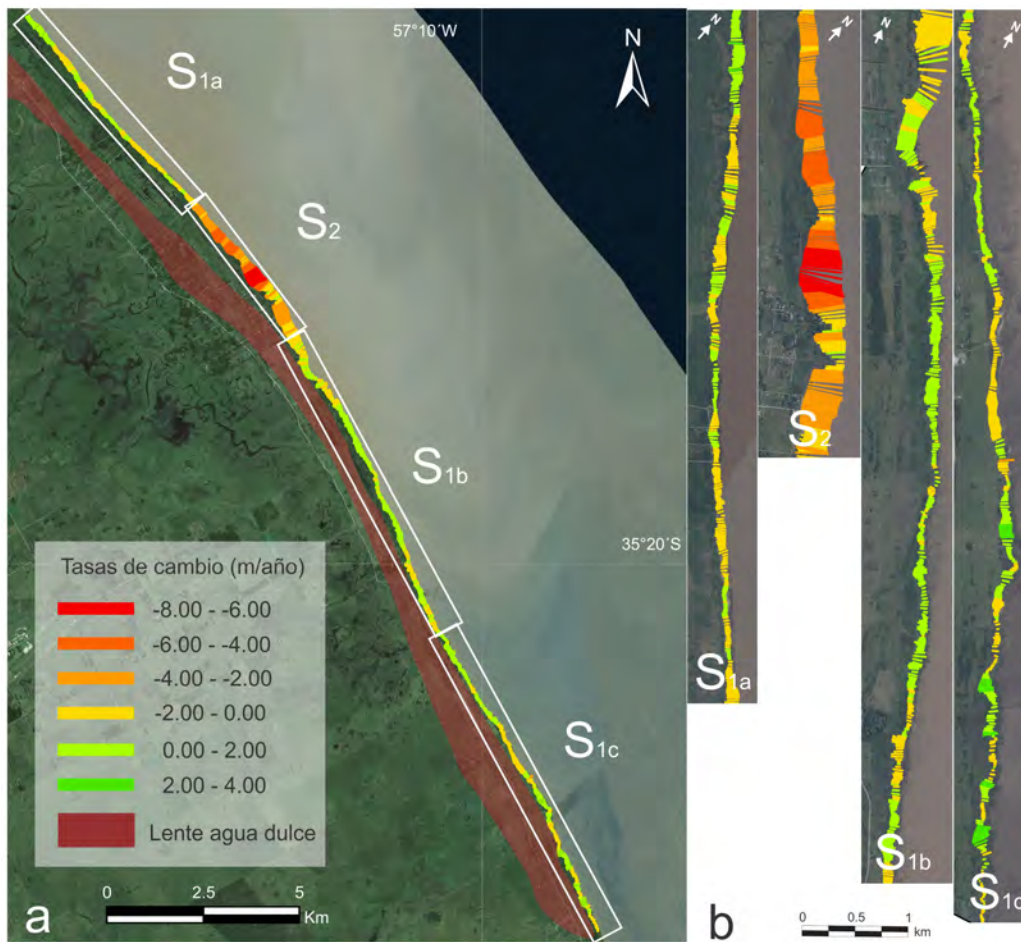 57°10´W
N
S1a
S2
S1b
35°20´S
S1c
Tasas de cambio (m/año)
-8.00 - -6.00
-6.00 - -4.00
-4.00 - -2.00
-2.00 - 0.00
0.00 - 2.00
2.00 - 4.00
Lente agua dulce
0 2.5 5
Km
a
N
N
N
N
S1a
S2
S1b
S1c
b
0 0.5 1
km